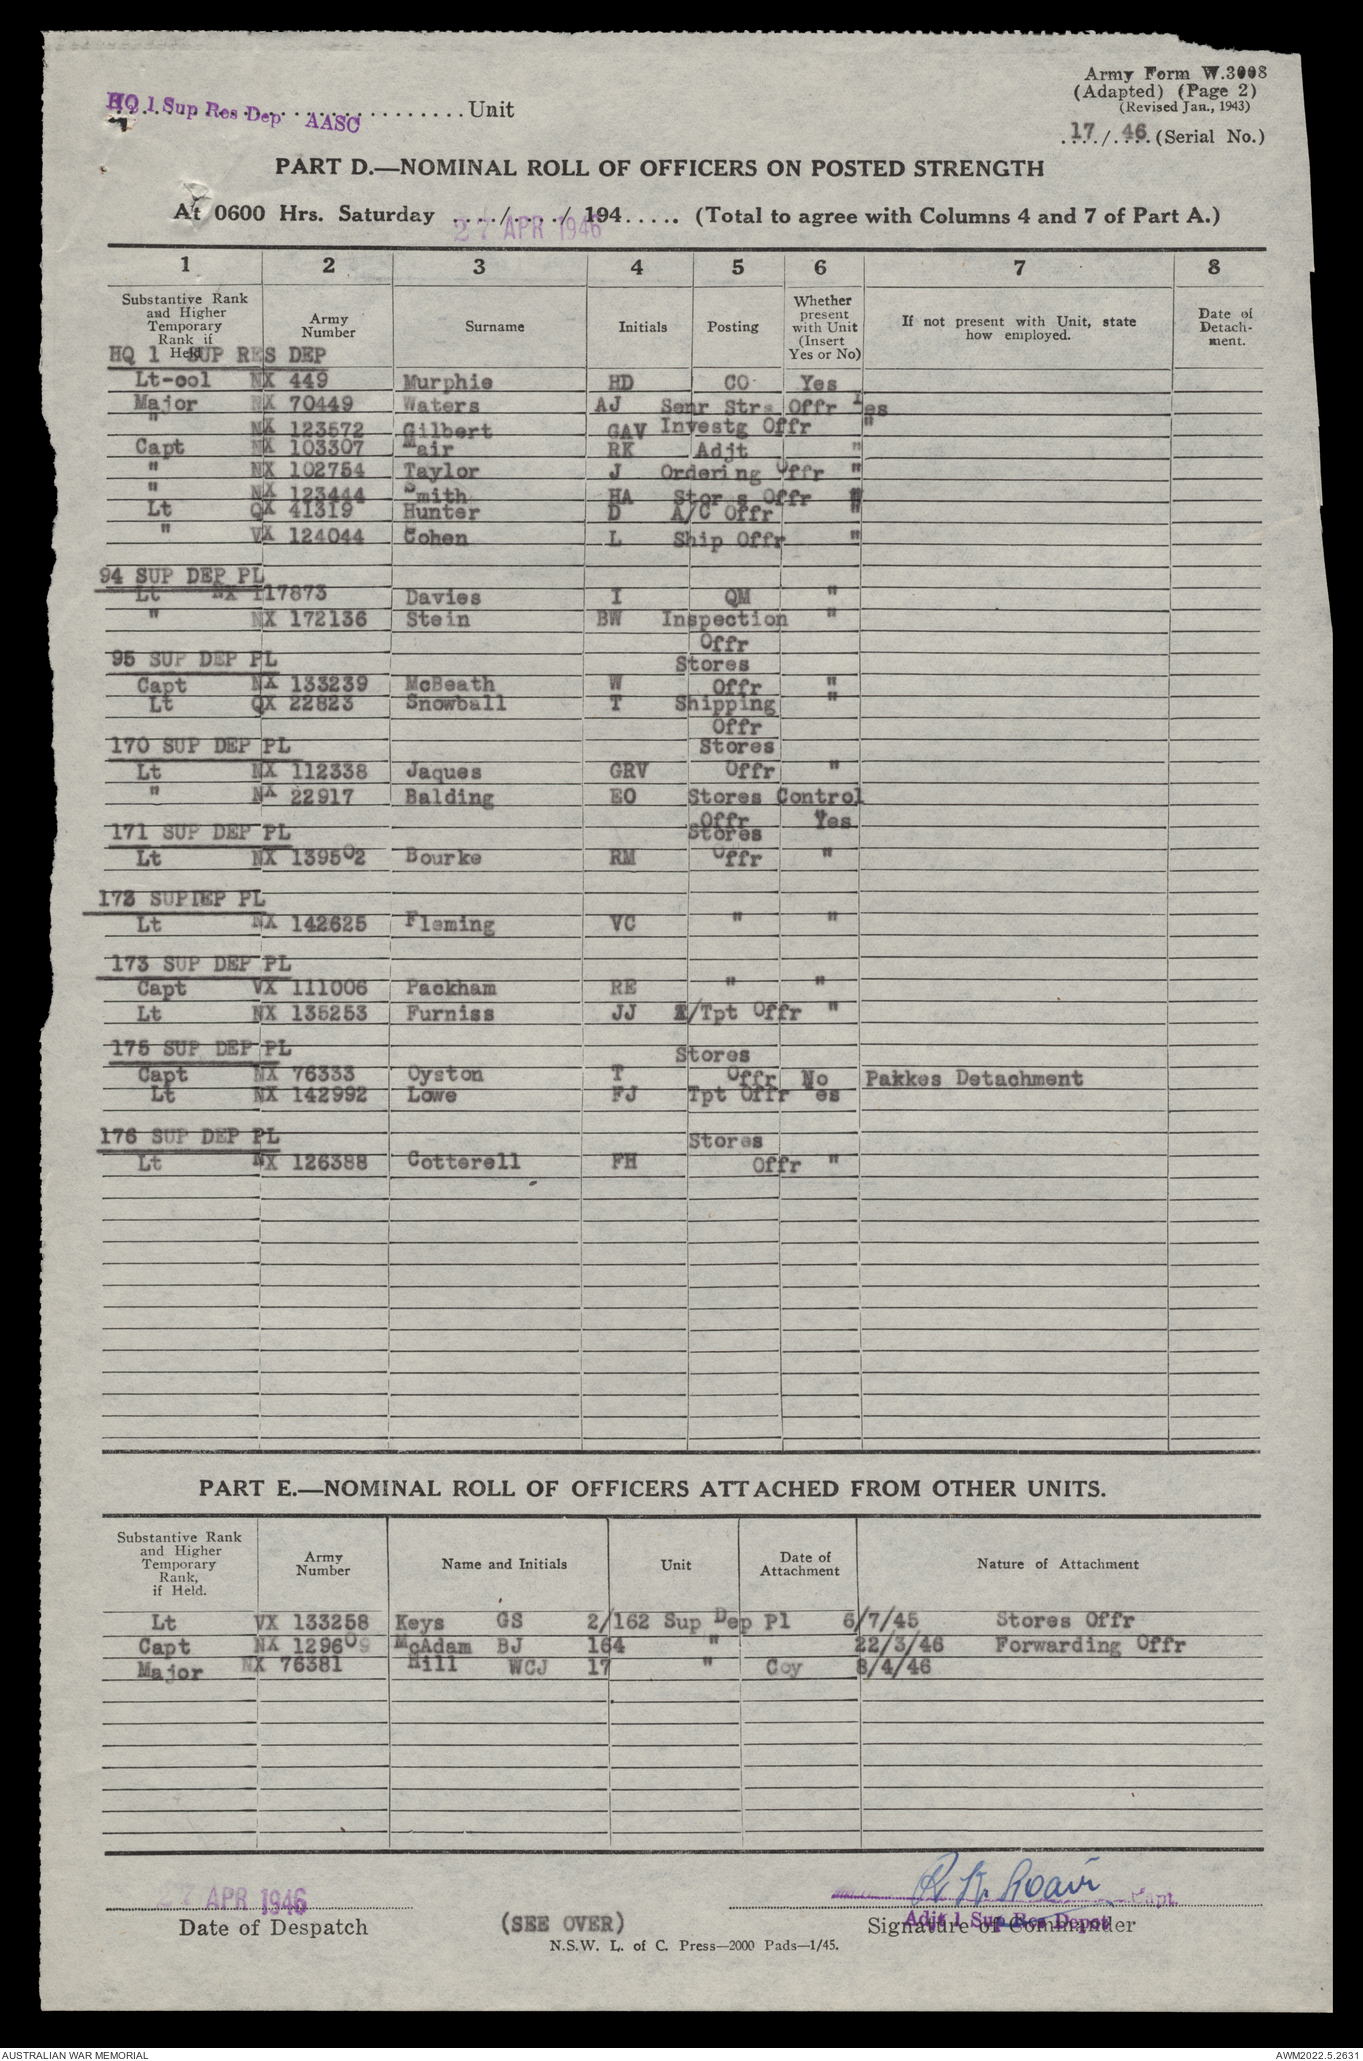 Army Form W.3008
(Adapted) (Page 2)
(Revised Jan., 1943)
HQ 1 Sup Res Dep AASC Unit
17/46 (Serial No.)
PART D.—NOMINAL ROLL OF OFFICERS ON POSTED STRENGTH
At 0600 Hrs. Saturday ..../..../194..... (Total to agree with Columns 4 and 7 of Part A.)
27 APR 1946
1 2 3 4 5 6 7 8
Substantive Rank and Higher Temporary Rank if Held Army Number Surname Initials Posting Whether present with Unit (Insert Yes or No) If not present with Unit, state how employed. Date of Detach-ment.
HQ 1 SUP RES DEP
Lt-col NX 449 Murphie HD CO Yes
Major NX 70449 Waters AJ Senr Strs Offr Yes
" NX 123572 Gilbert GAV Investg Offr "
Capt NX 103307 Mair RK Adjt "
" NX 102754 Taylor J Ordering Offr "
" NX 123444 Smith HA Stores Offr "
Lt QX 41319 Hunter D A/C Offr "
" VX 124044 Cohen L Ship Offr "
94 SUP DEP PL
Lt NX 117873 Davies I QM "
" NX 172136 Stein BW Inspection "
Offr
95 SUP DEP PL Stores
Capt NX 133239 McBeath W Offr "
Lt QX 22823 Snowball T Shipping "
Offr
170 SUP DEP PL Stores
Lt NX 112338 Jaques GRV Offr "
" NX 22917 Balding EO Stores Control
Offr Yes
171 SUP DEP PL Stores
Lt NX 139502 Bourke RM Offr "
172 SUP DEP PL
Lt NX 142625 Fleming VC " "
173 SUP DEP PL
Capt VX 111006 Packham RE " "
Lt NX 135253 Furniss JJ /Tpt Offr "
175 SUP DEP PL Stores
Capt NX 76333 Oyston T Offr No Pakkes Detachment
Lt NX 142992 Lowe FJ Tpt Offr es
176 SUP DEP PL Stores
Lt NX 126388 Cotterell FH Offr "
PART E.—NOMINAL ROLL OF OFFICERS ATTACHED FROM OTHER UNITS.
Substantive Rank and Higher Temporary Rank, if Held. Army Number Name and Initials Unit Date of Attachment Nature of Attachment
Lt VX 133258 Keys GS 2/162 Sup Dep Pl 6/7/45 Stores Offr
Capt NX 129609 McAdam BJ 164 " 22/3/46 Forwarding Offr
Major NX 76381 Hill WCJ 17 " Coy 8/4/46
27 APR 1946
R K Mair Capt
Adjt 1 Sup Res Depot
Date of Despatch (SEE OVER) Signature of Commander
N.S.W. L. of C. Press—2000 Pads—1/45.
AUSTRALIAN WAR MEMORIAL AWM2022.5.2631